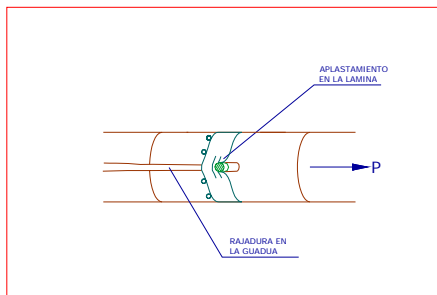 APLASTAMIENTO
EN LA LAMINA
P
RAJADURA EN
LA GUADUA